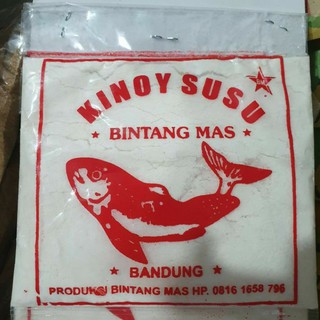 KINOY SUSU
★ BINTANG MAS ★
★ BANDUNG ★
PRODUKSI BINTANG MAS HP. 0816 1658 796